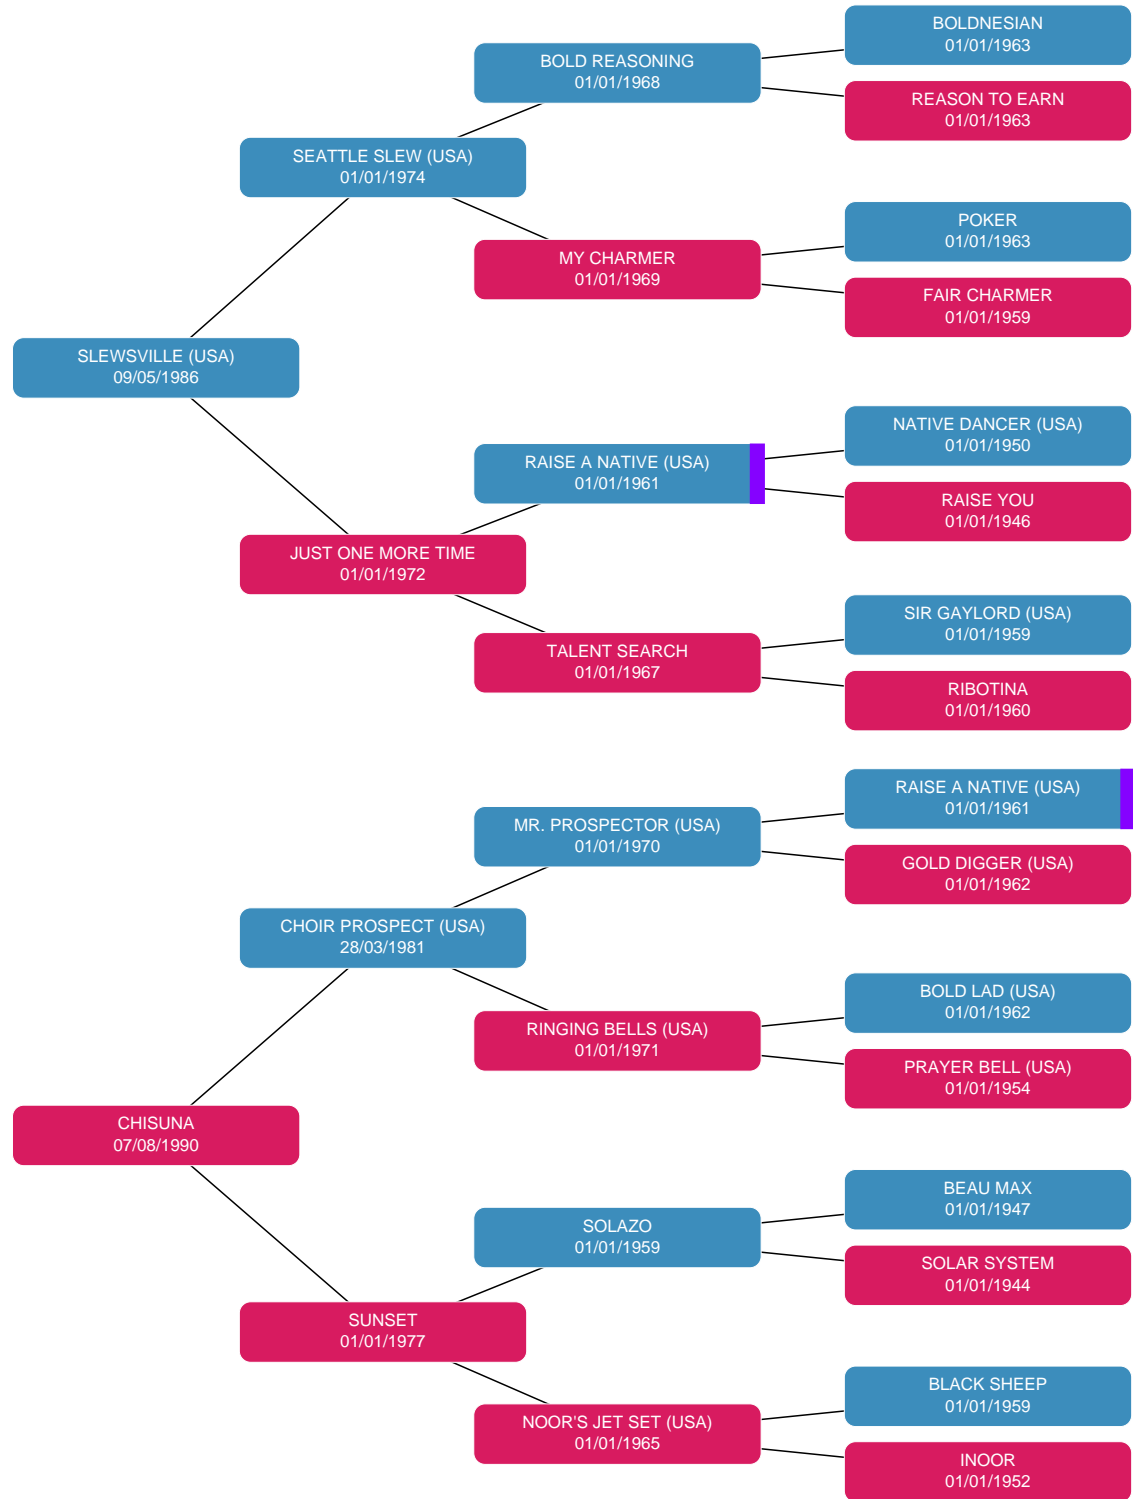 BOLDNESIAN
01/01/1963
BOLD REASONING
01/01/1968
REASON TO EARN
01/01/1963
SEATTLE SLEW (USA)
01/01/1974
POKER
01/01/1963
MY CHARMER
01/01/1969
FAIR CHARMER
01/01/1959
SLEWSVILLE (USA)
09/05/1986
NATIVE DANCER (USA)
01/01/1950
RAISE A NATIVE (USA)
01/01/1961
RAISE YOU
01/01/1946
JUST ONE MORE TIME
01/01/1972
SIR GAYLORD (USA)
01/01/1959
TALENT SEARCH
01/01/1967
RIBOTINA
01/01/1960
RAISE A NATIVE (USA)
01/01/1961
MR. PROSPECTOR (USA)
01/01/1970
GOLD DIGGER (USA)
01/01/1962
CHOIR PROSPECT (USA)
28/03/1981
BOLD LAD (USA)
01/01/1962
RINGING BELLS (USA)
01/01/1971
PRAYER BELL (USA)
01/01/1954
CHISUNA
07/08/1990
BEAU MAX
01/01/1947
SOLAZO
01/01/1959
SOLAR SYSTEM
01/01/1944
SUNSET
01/01/1977
BLACK SHEEP
01/01/1959
NOOR'S JET SET (USA)
01/01/1965
INOOR
01/01/1952